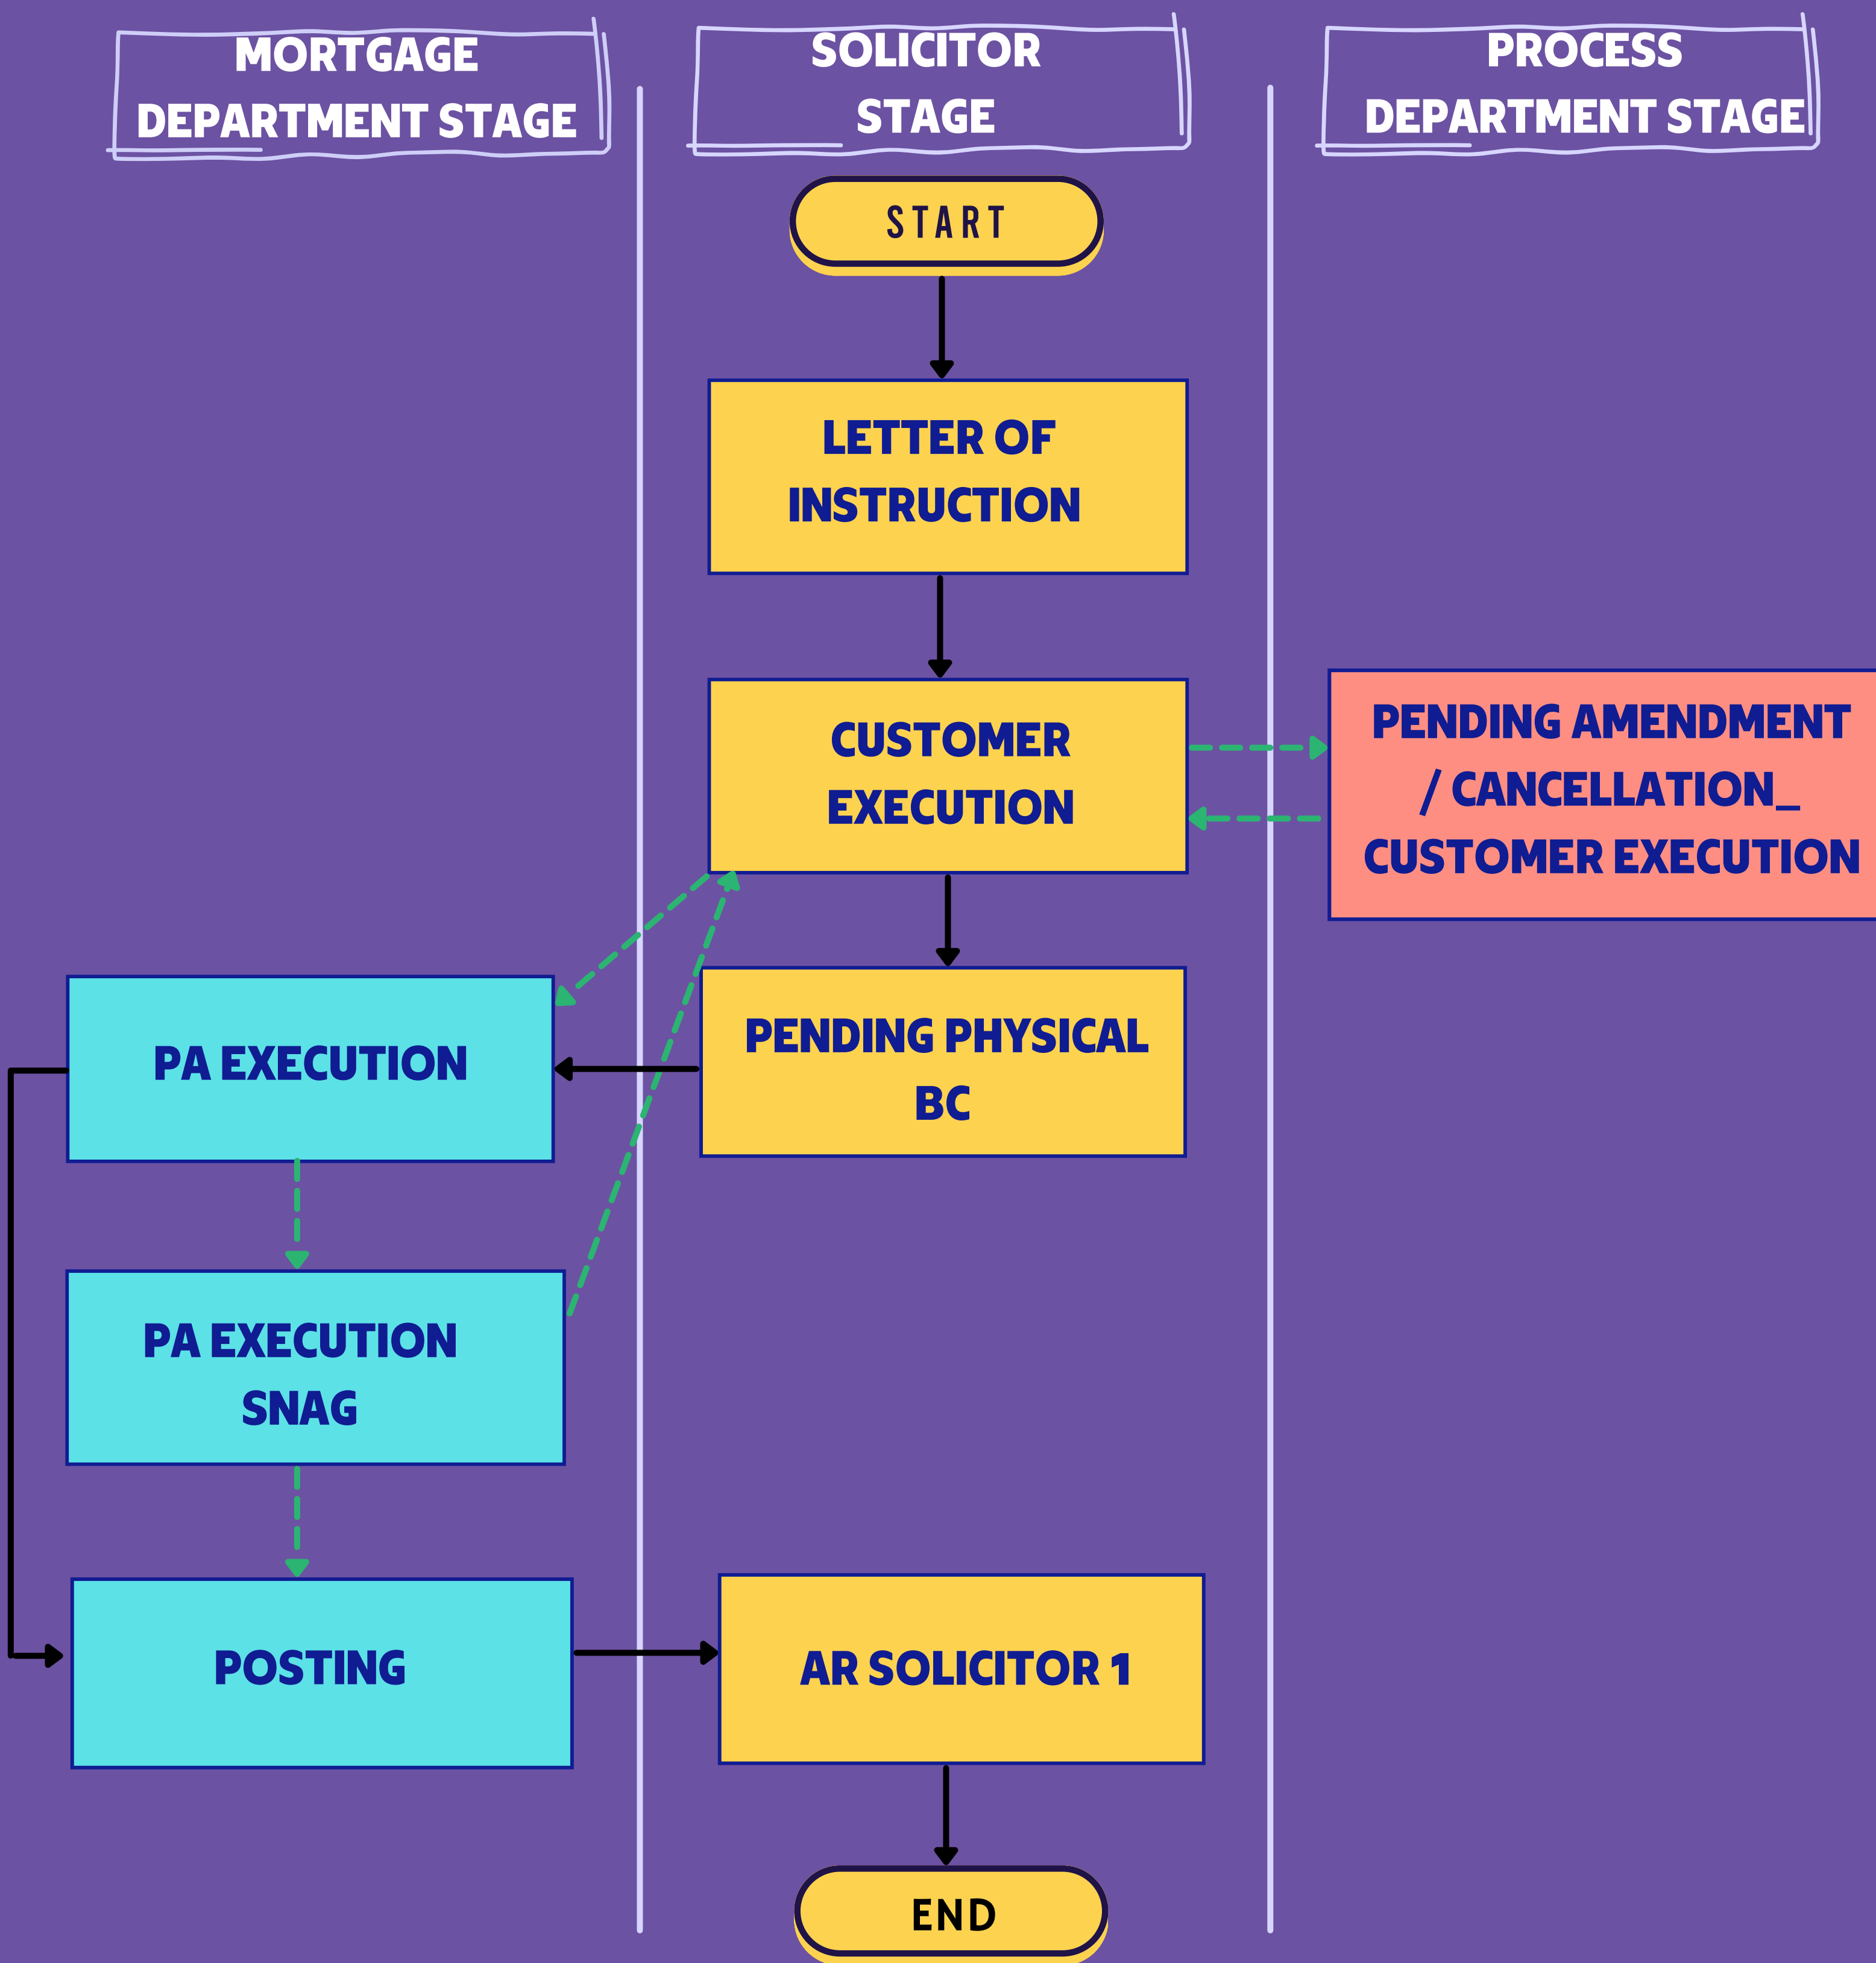 MORTGAGE
DEPARTMENT STAGE
SOLICITOR
STAGE
PROCESS
DEPARTMENT STAGE
START
LETTER OF
INSTRUCTION
CUSTOMER
EXECUTION
PENDING AMENDMENT
/ CANCELLATION_
CUSTOMER EXECUTION
PA EXECUTION
PENDING PHYSICAL
BC
PA EXECUTION
SNAG
POSTING
AR SOLICITOR 1
END